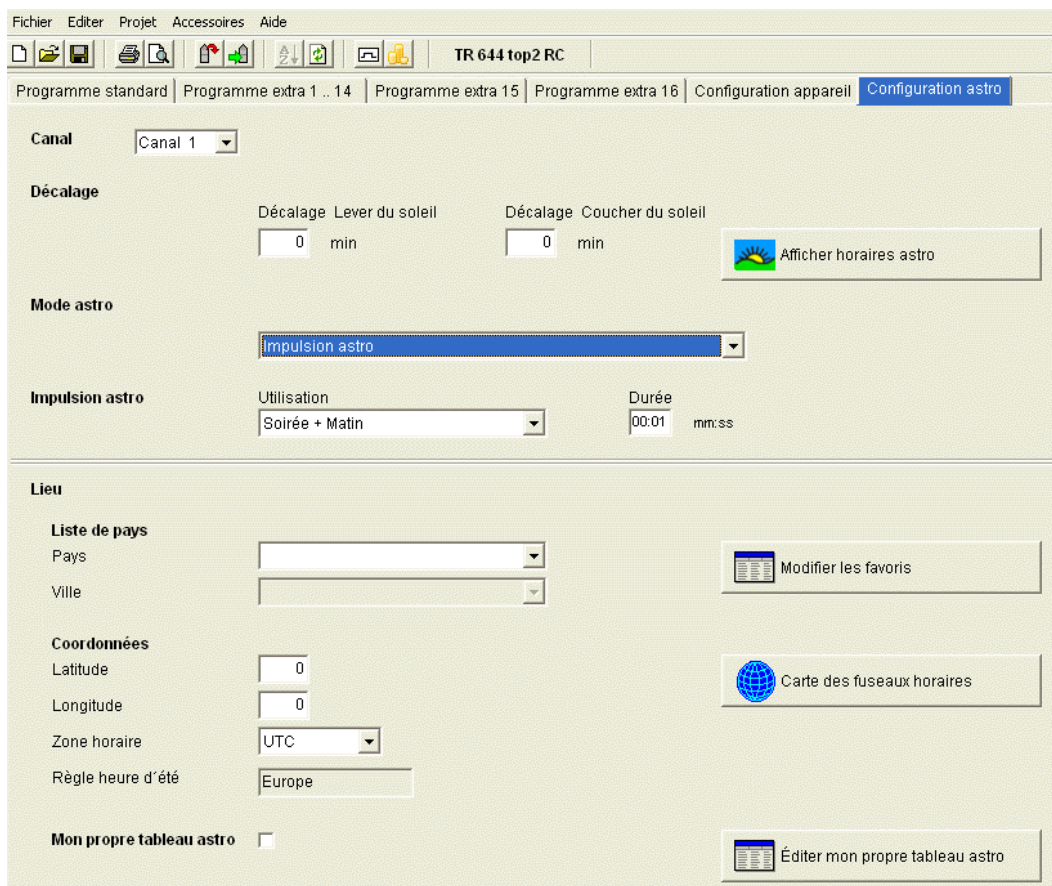 Fichier Editer Projet Accessoires Aide
TR 644 top2 RC
Programme standard Programme extra 1 .. 14 Programme extra 15 Programme extra 16 Configuration appareil Configuration astro
Canal Canal 1
Décalage
Décalage Lever du soleil Décalage Coucher du soleil
0 min 0 min
Afficher horaires astro
Mode astro
Impulsion astro
Impulsion astro Utilisation Durée
Soirée + Matin 00:01 mm:ss
Lieu
Liste de pays
Pays
Modifier les favoris
Ville
Coordonnées
Latitude 0
Carte des fuseaux horaires
Longitude 0
Zone horaire UTC
Règle heure d´été Europe
Mon propre tableau astro
Éditer mon propre tableau astro